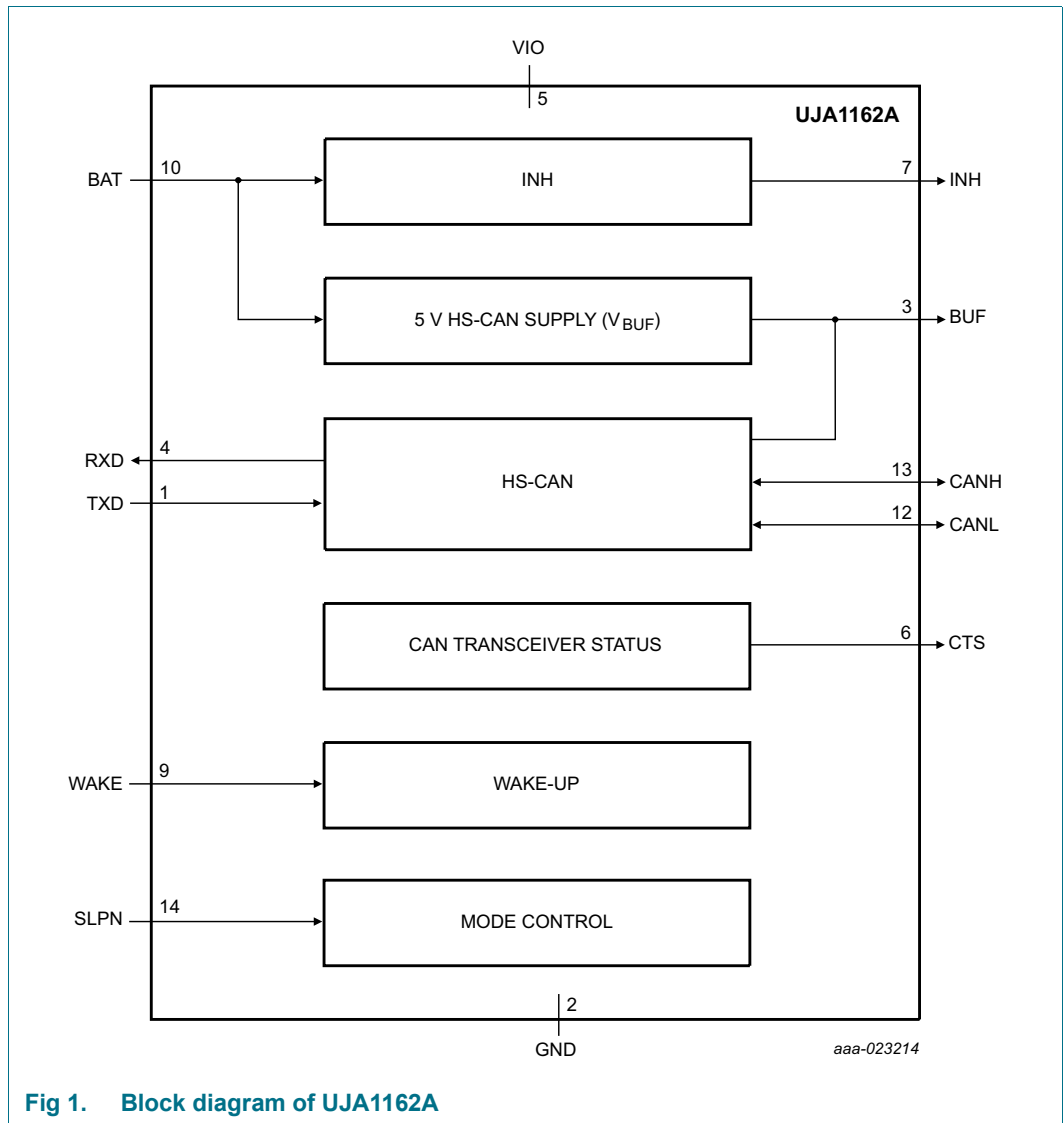 VIO
5
UJA1162A
BAT 10 INH 7 INH
5 V HS-CAN SUPPLY (VBUF) 3 BUF
RXD 4
HS-CAN
13 CANH
TXD 1
12 CANL
CAN TRANSCEIVER STATUS 6 CTS
WAKE 9 WAKE-UP
SLPN 14 MODE CONTROL
2
GND
aaa-023214
Fig 1. Block diagram of UJA1162A